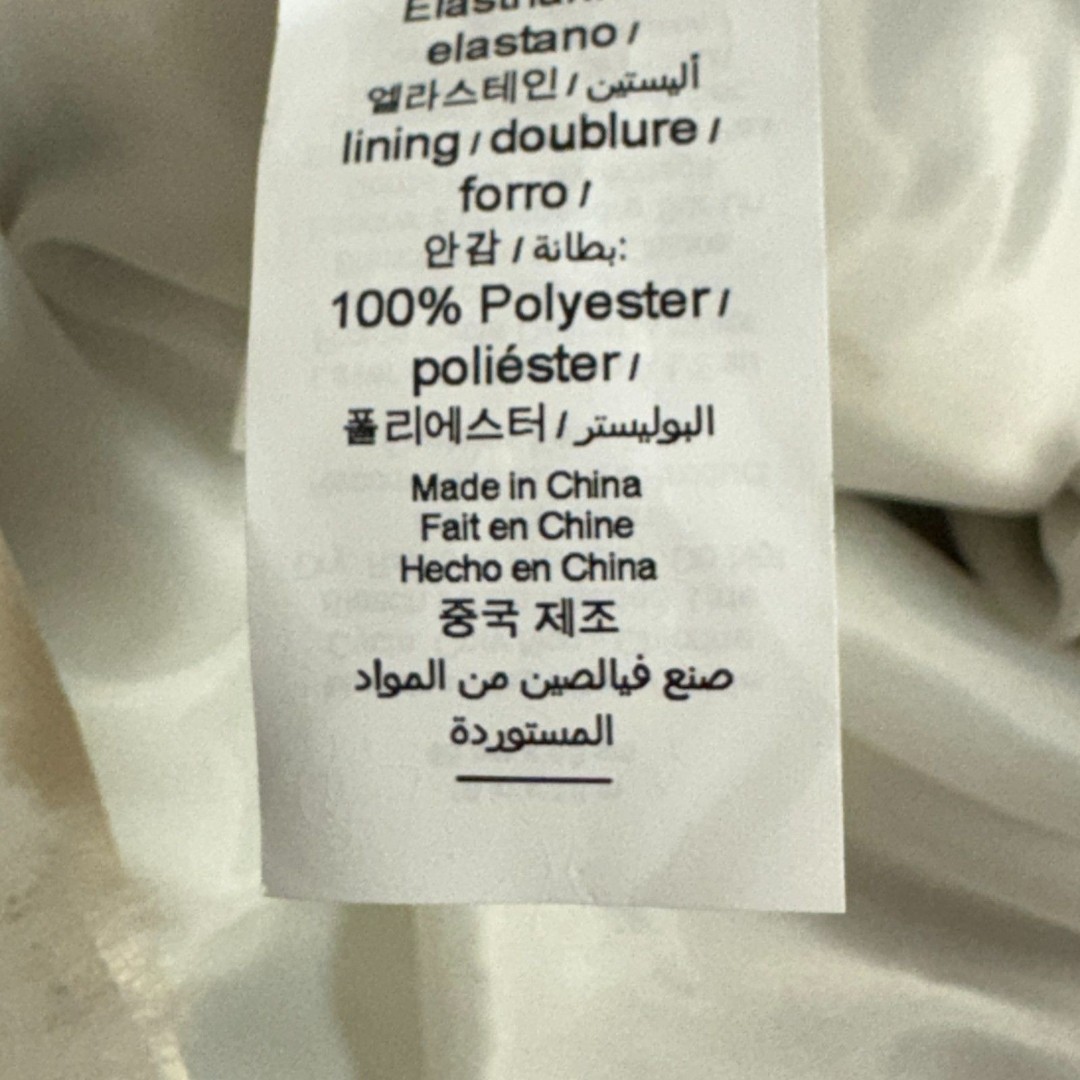 elastano /
엘라스테인 / أليستين
lining / doublure /
forro /
안감 / بطانة:
100% Polyester /
poliéster /
폴리에스터 / البوليستر
Made in China
Fait en Chine
Hecho en China
중국 제조
صنع فيالصين من المواد
المستوردة